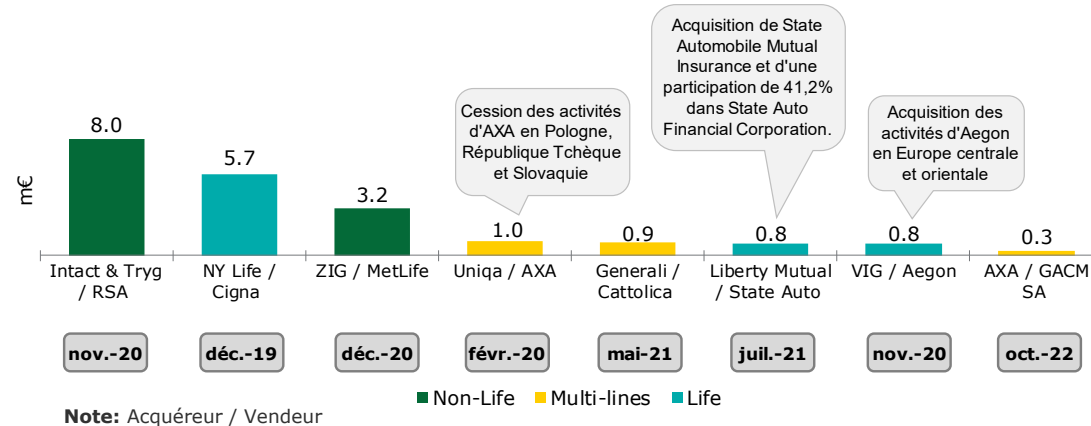 Acquisition de State
Automobile Mutual
Insurance et d'une
participation de 41,2%
dans State Auto
Financial Corporation.
Cession des activités
d'AXA en Pologne,
République Tchèque
et Slovaquie
Acquisition des
activités d'Aegon
en Europe centrale
et orientale
m€
8.0
5.7
3.2
1.0
0.9
0.8
0.8
0.3
Intact & Tryg
/ RSA
NY Life /
Cigna
ZIG / MetLife
Uniqa / AXA
Generali /
Cattolica
Liberty Mutual
/ State Auto
VIG / Aegon
AXA / GACM
SA
nov.-20
déc.-19
déc.-20
févr.-20
mai-21
juil.-21
nov.-20
oct.-22
Non-Life Multi-lines Life
Note: Acquéreur / Vendeur